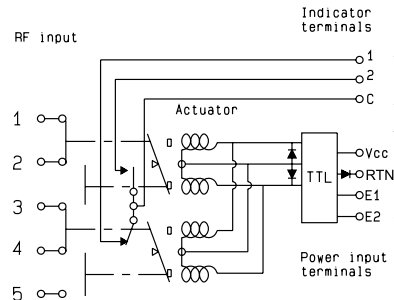 Indicator
terminals
RF input
1
2
C
Actuator
1
2
3
4
5
TTL
Vcc
RTN
E1
E2
Power input
terminals